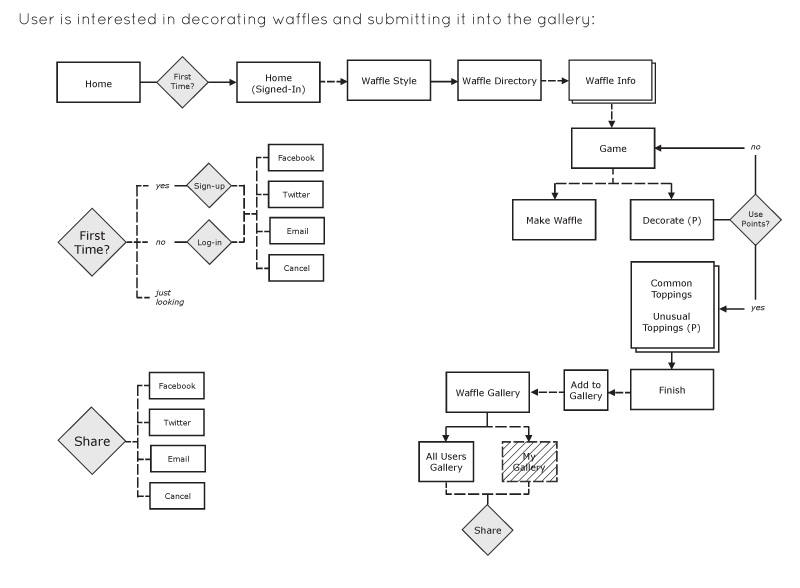 User is interested in decorating waffles and submitting it into the gallery:
Home
First
Time?
Home
(Signed-In)
Waffle Style
Waffle Directory
Waffle Info
Game
no
Make Waffle
Decorate (P)
Use
Points?
yes
Common
Toppings
Unusual
Toppings (P)
Finish
Add to
Gallery
Waffle Gallery
All Users
Gallery
My
Gallery
Share
First
Time?
yes
Sign-up
no
Log-in
just
looking
Facebook
Twitter
Email
Cancel
Share
Facebook
Twitter
Email
Cancel